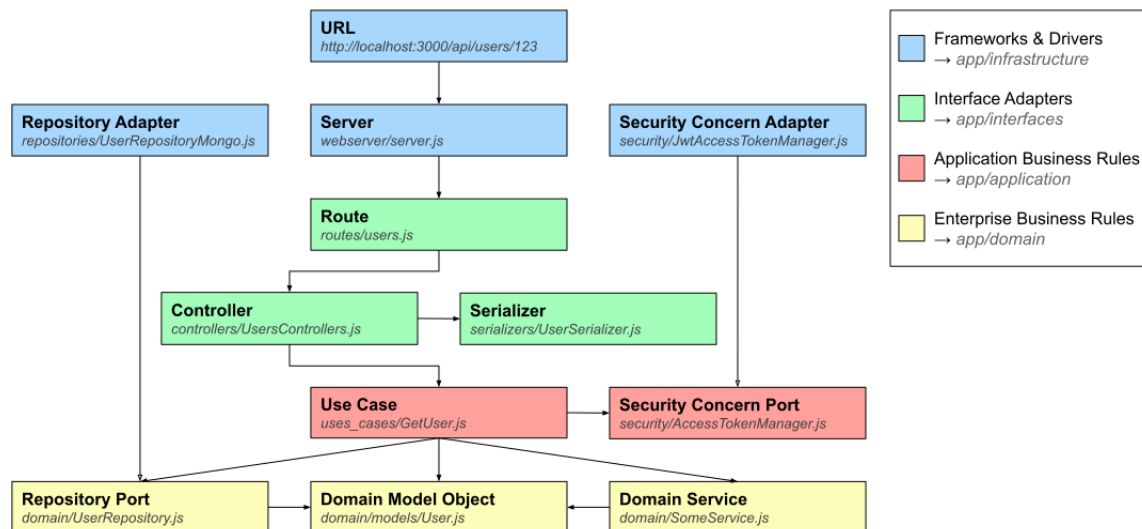 URL
http://localhost:3000/api/users/123
Frameworks & Drivers
→ app/infrastructure
Interface Adapters
→ app/interfaces
Application Business Rules
→ app/application
Enterprise Business Rules
→ app/domain
Repository Adapter
repositories/UserRepositoryMongo.js
Server
webserver/server.js
Security Concern Adapter
security/JwtAccessTokenManager.js
Route
routes/users.js
Controller
controllers/UsersControllers.js
Serializer
serializers/UserSerializer.js
Use Case
uses_cases/GetUser.js
Security Concern Port
security/AccessTokenManager.js
Repository Port
domain/UserRepository.js
Domain Model Object
domain/models/User.js
Domain Service
domain/SomeService.js